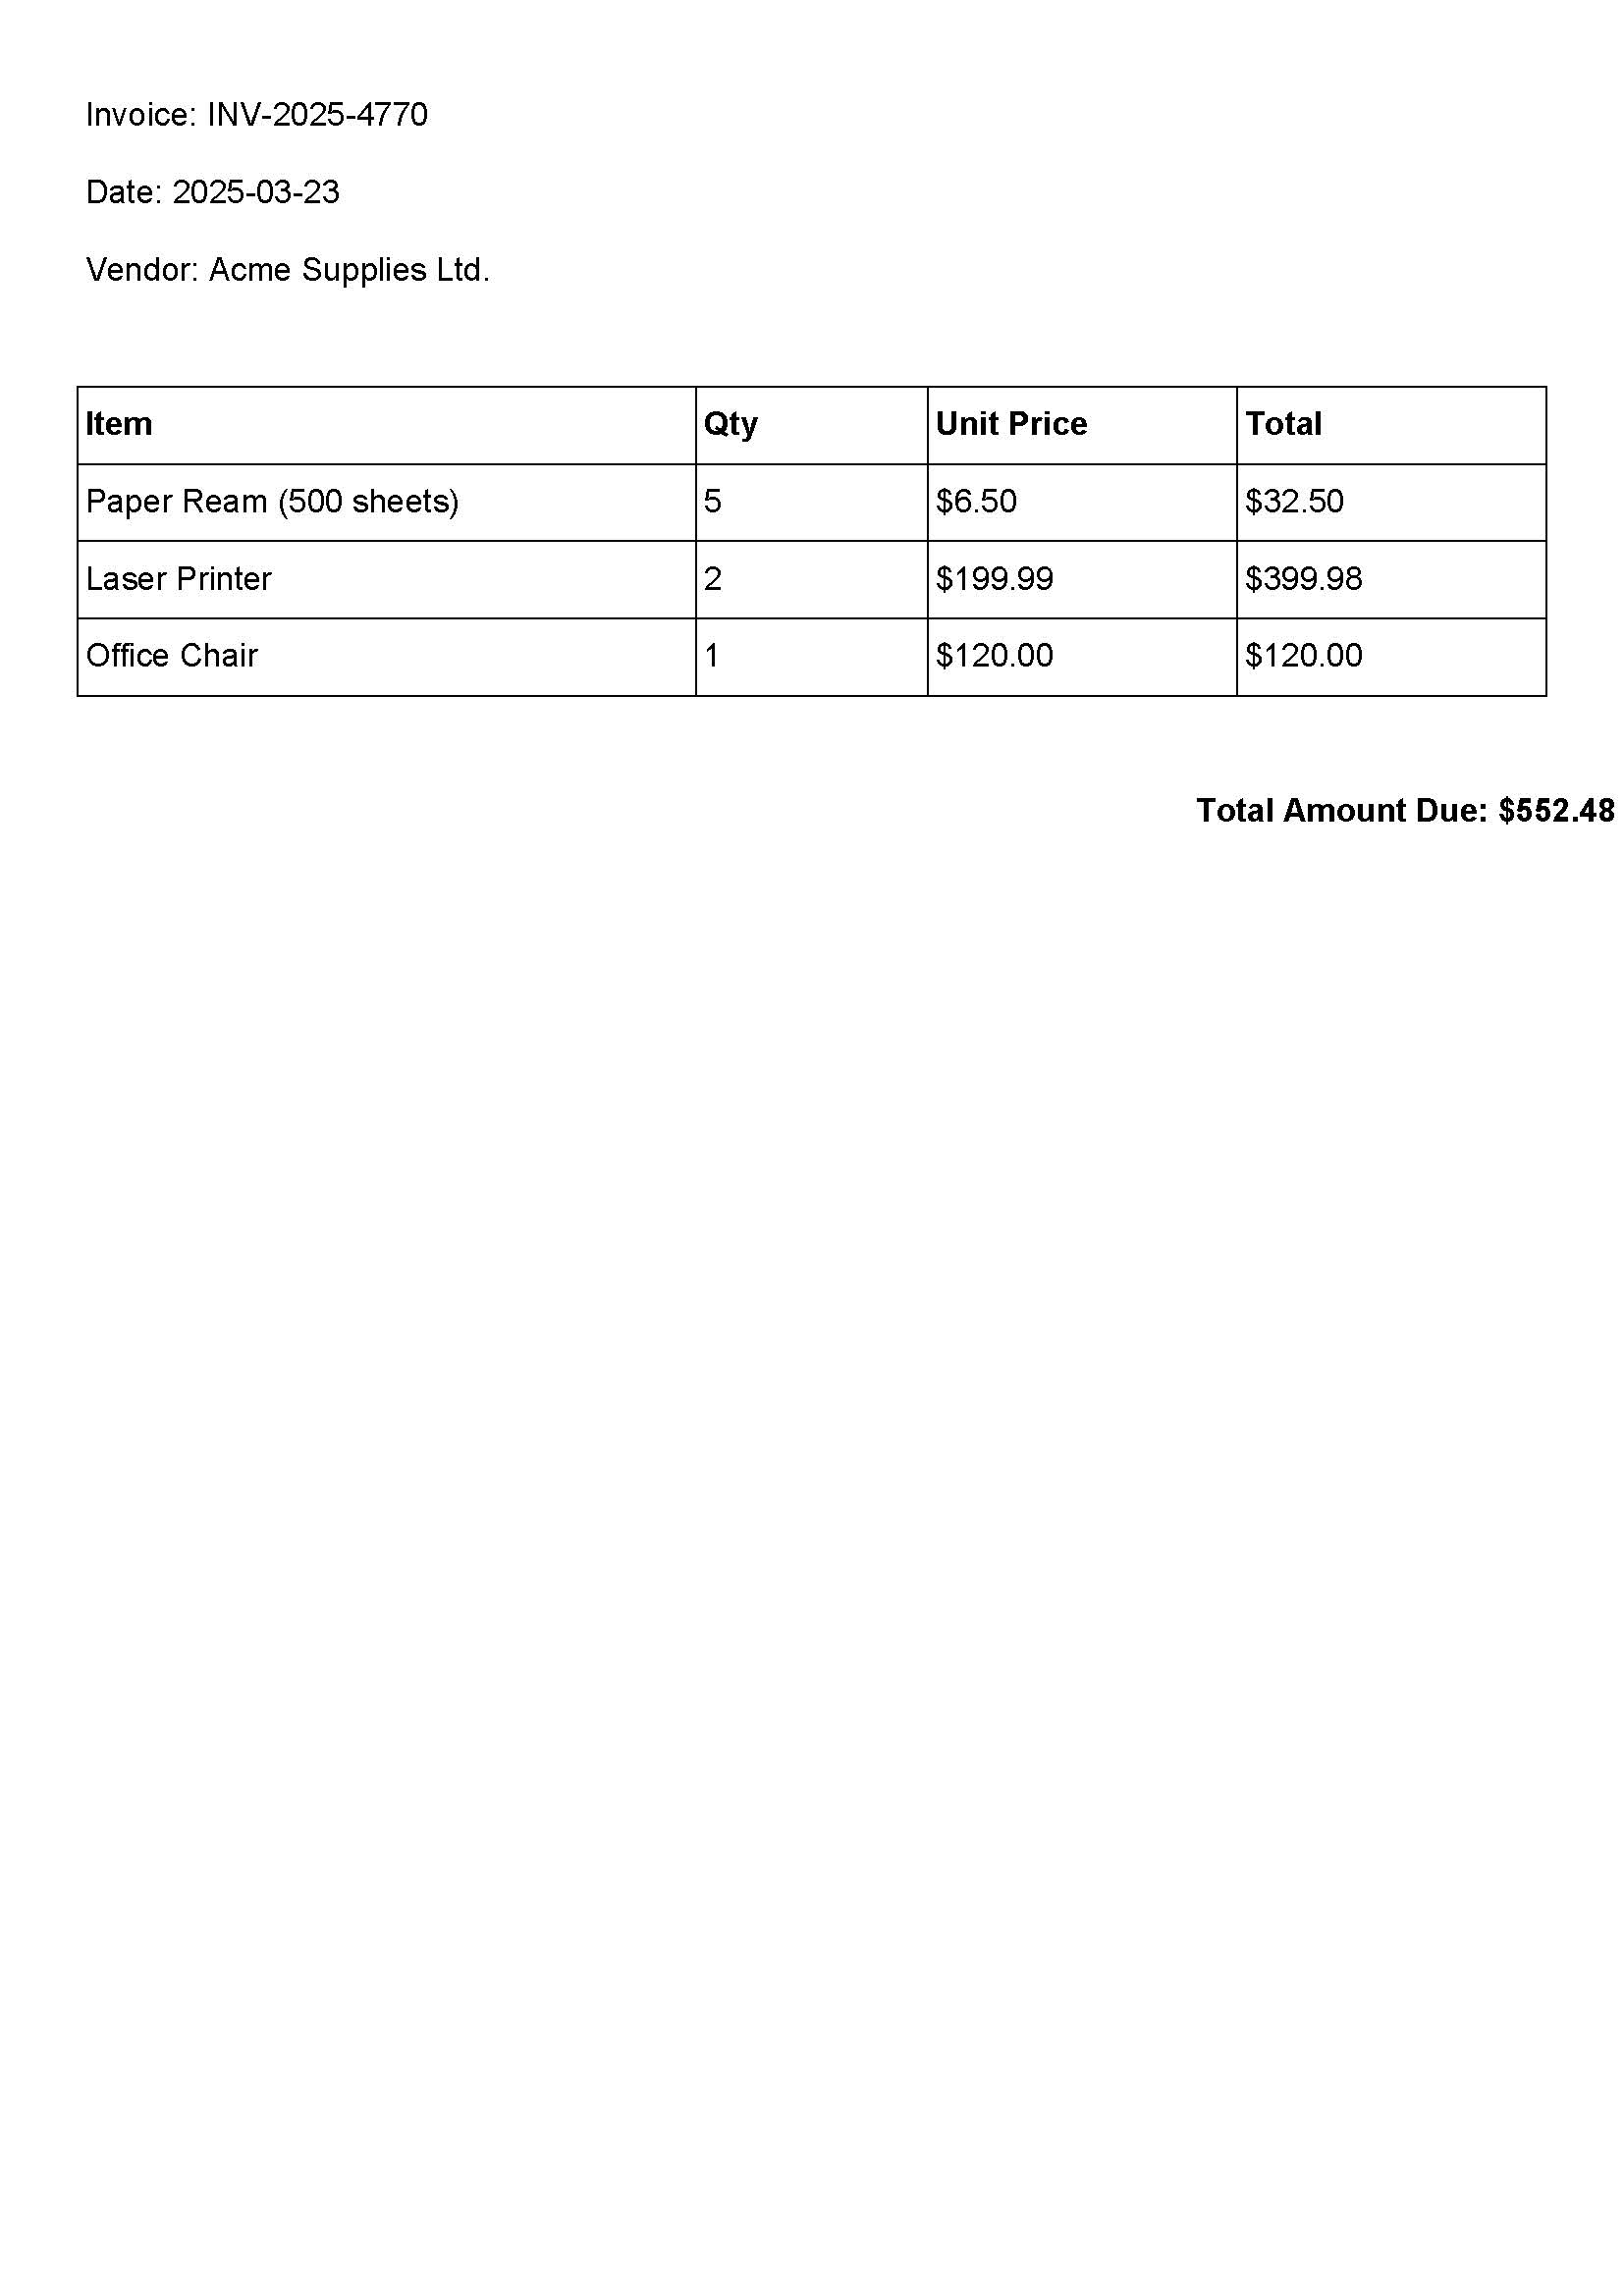 Invoice: INV-2025-4770
Date: 2025-03-23
Vendor: Acme Supplies Ltd.
Item Qty Unit Price Total
Paper Ream (500 sheets) 5 $6.50 $32.50
Laser Printer 2 $199.99 $399.98
Office Chair 1 $120.00 $120.00
Total Amount Due: $552.48